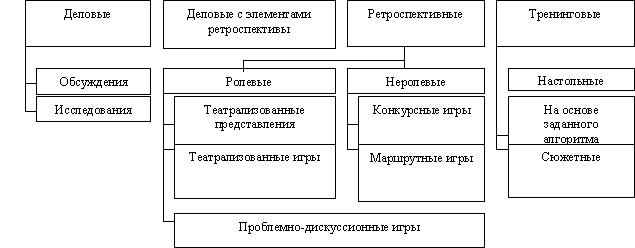 Деловые
Деловые с элементами
ретроспективы
Ретроспективные
Тренинговые
Обсуждения
Исследования
Ролевые
Театрализованные
представления
Театрализованные игры
Неролевые
Конкурсные игры
Маршрутные игры
Проблемно-дискуссионные игры
Настольные
На основе
заданного
алгоритма
Сюжетные